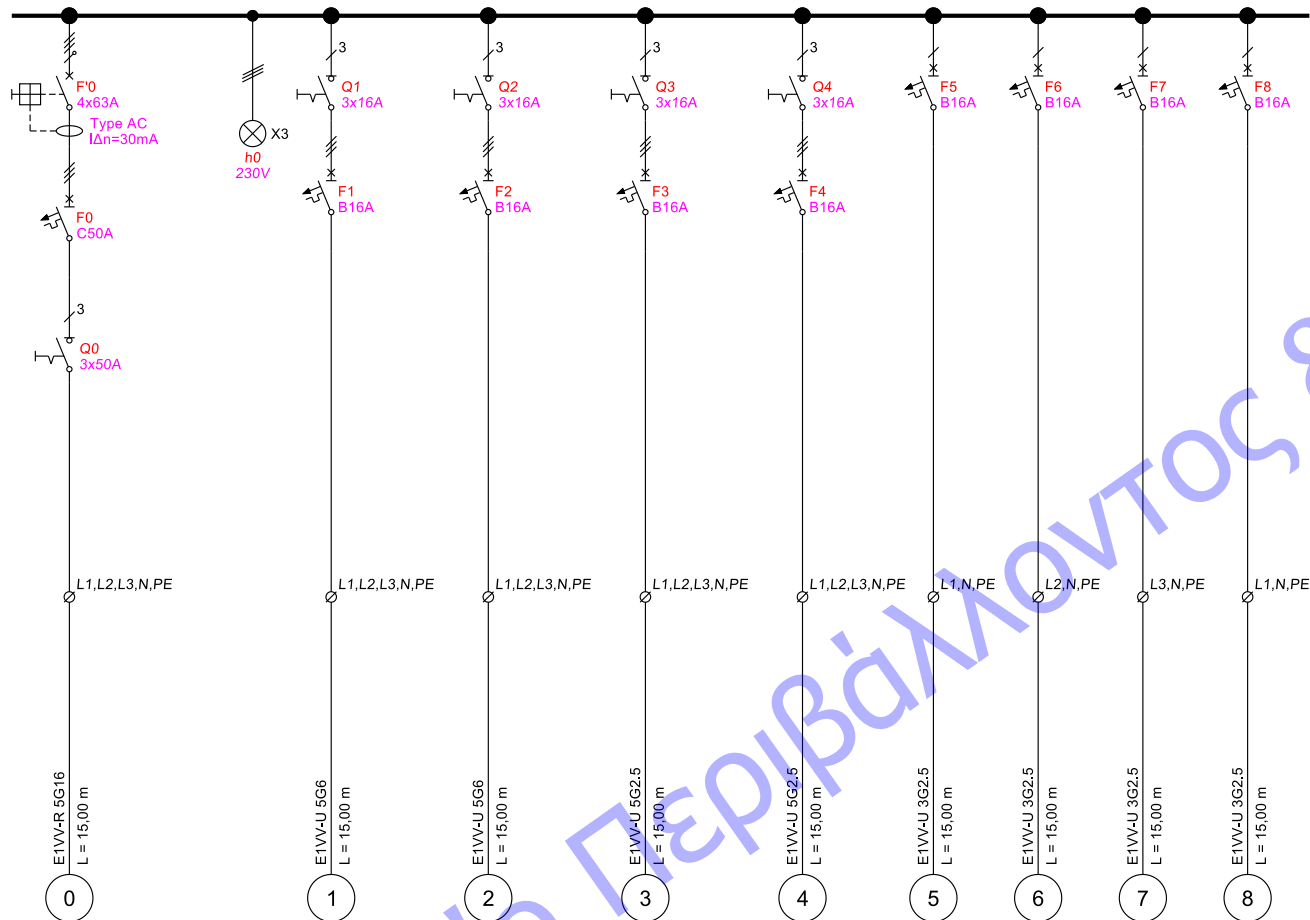 F'0
4x63A
Type AC
IΔn=30mA
F0
C50A
3
Q0
3x50A
L1,L2,L3,N,PE
E1VV-R 5G16
L = 15,00 m
0
X3
h0
230V
3
Q1
3x16A
F1
B16A
L1,L2,L3,N,PE
E1VV-U 5G6
L = 15,00 m
1
3
Q2
3x16A
F2
B16A
L1,L2,L3,N,PE
E1VV-U 5G6
L = 15,00 m
2
3
Q3
3x16A
F3
B16A
L1,L2,L3,N,PE
E1VV-U 5G2.5
L = 15,00 m
3
3
Q4
3x16A
F4
B16A
L1,L2,L3,N,PE
E1VV-U 5G2.5
L = 15,00 m
4
F5
B16A
L1,N,PE
E1VV-U 3G2.5
L = 15,00 m
5
F6
B16A
L2,N,PE
E1VV-U 3G2.5
L = 15,00 m
6
F7
B16A
L3,N,PE
E1VV-U 3G2.5
L = 15,00 m
7
F8
B16A
L1,N,PE
E1VV-U 3G2.5
L = 15,00 m
8
Περιβάλλοντος